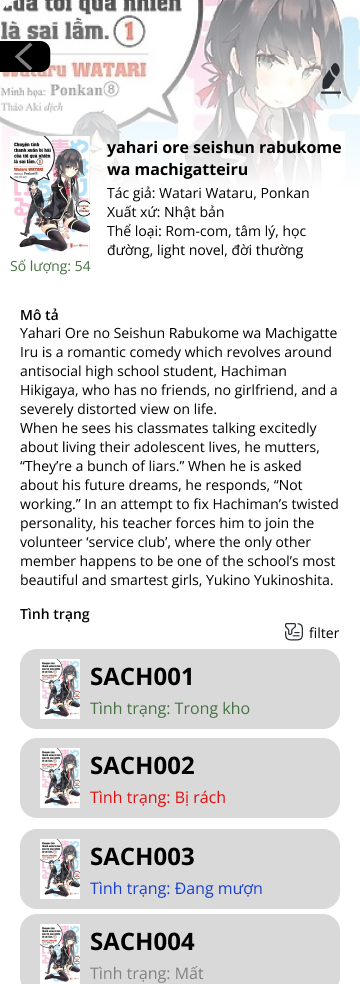 của tôi quả nhiên
là sai lầm. 1
Wataru WATARI
Minh họa: Ponkan⑧
Thảo Aki dịch
yahari ore seishun rabukome
wa machigatteiru
Tác giả: Watari Wataru, Ponkan
Xuất xứ: Nhật bản
Thể loại: Rom-com, tâm lý, học
đường, light novel, đời thường
Số lượng: 54
Mô tả
Yahari Ore no Seishun Rabukome wa Machigatte
Iru is a romantic comedy which revolves around
antisocial high school student, Hachiman
Hikigaya, who has no friends, no girlfriend, and a
severely distorted view on life.
When he sees his classmates talking excitedly
about living their adolescent lives, he mutters,
“They’re a bunch of liars.” When he is asked
about his future dreams, he responds, “Not
working.” In an attempt to fix Hachiman’s twisted
personality, his teacher forces him to join the
volunteer ‘service club’, where the only other
member happens to be one of the school’s most
beautiful and smartest girls, Yukino Yukinoshita.
Tình trạng
filter
SACH001
Tình trạng: Trong kho
SACH002
Tình trạng: Bị rách
SACH003
Tình trạng: Đang mượn
SACH004
Tình trạng: Mất